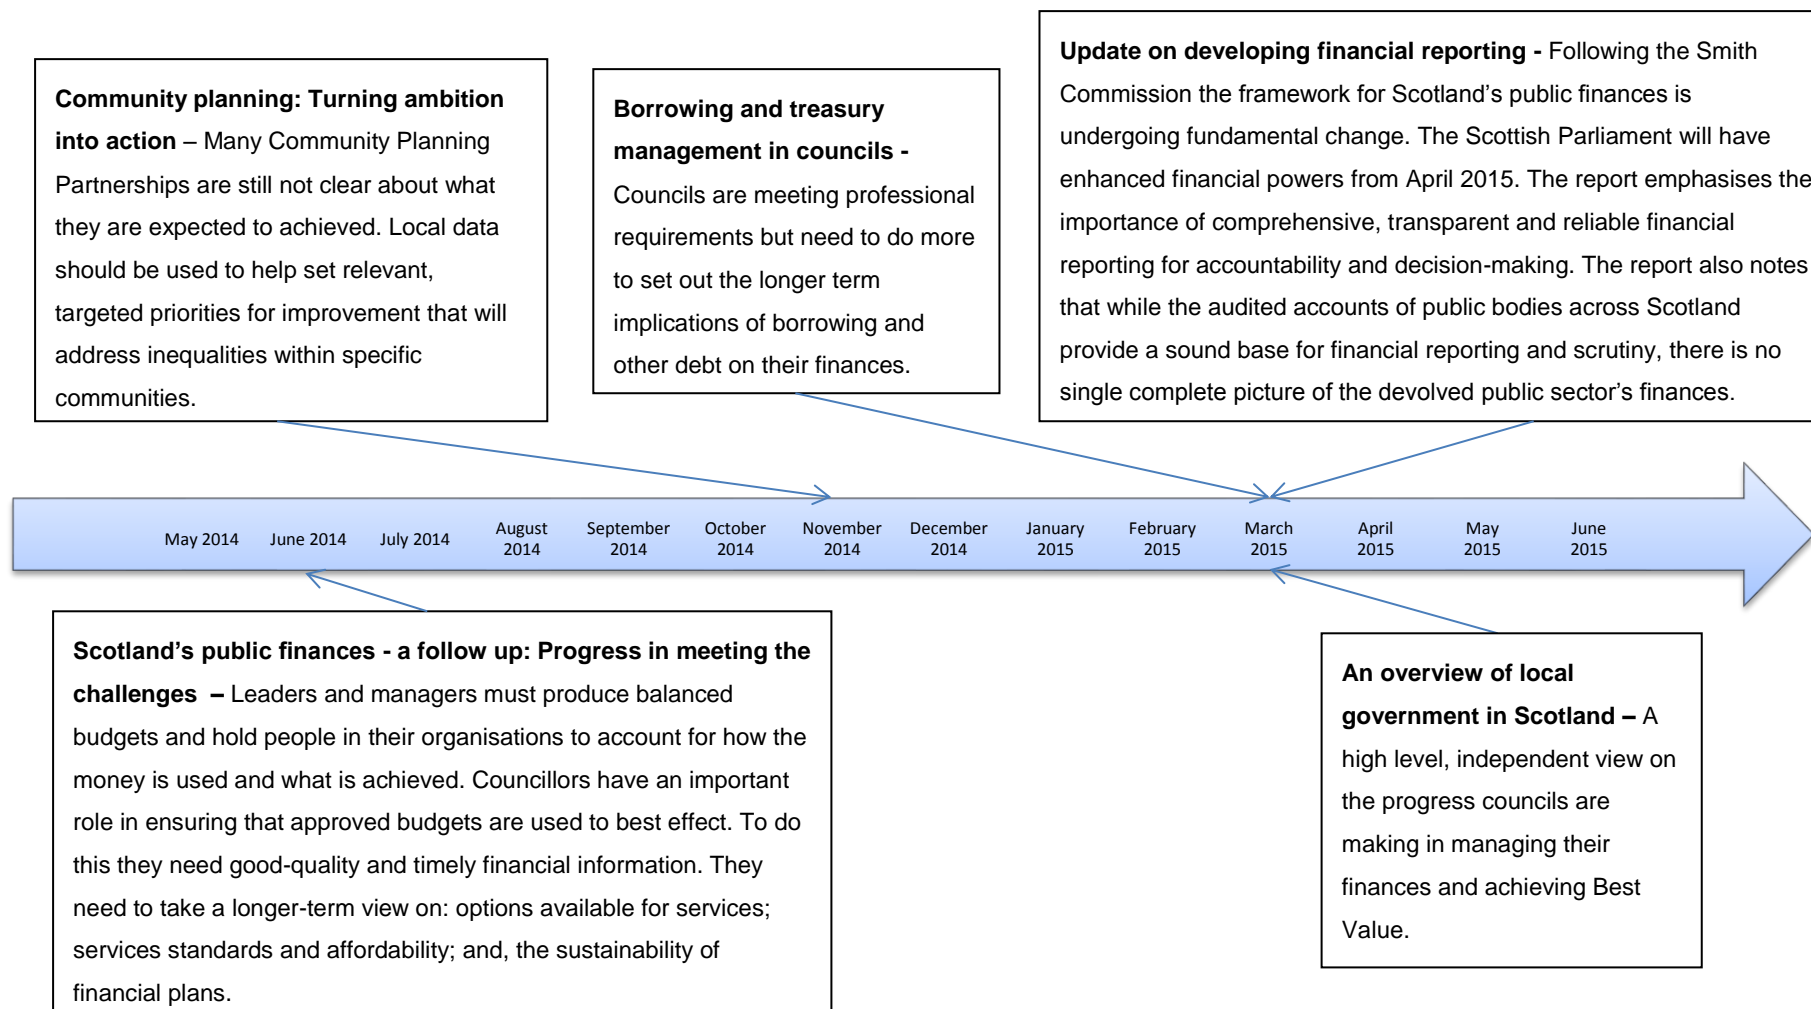 Community planning: Turning ambition
into action – Many Community Planning
Partnerships are still not clear about what
they are expected to achieved. Local data
should be used to help set relevant,
targeted priorities for improvement that will
address inequalities within specific
communities.
Borrowing and treasury
management in councils -
Councils are meeting professional
requirements but need to do more
to set out the longer term
implications of borrowing and
other debt on their finances.
Update on developing financial reporting - Following the Smith
Commission the framework for Scotland’s public finances is
undergoing fundamental change. The Scottish Parliament will have
enhanced financial powers from April 2015. The report emphasises the
importance of comprehensive, transparent and reliable financial
reporting for accountability and decision-making. The report also notes
that while the audited accounts of public bodies across Scotland
provide a sound base for financial reporting and scrutiny, there is no
single complete picture of the devolved public sector’s finances.
May 2014
June 2014
July 2014
August
2014
September
2014
October
2014
November
2014
December
2014
January
2015
February
2015
March
2015
April
2015
May
2015
June
2015
Scotland’s public finances - a follow up: Progress in meeting the
challenges – Leaders and managers must produce balanced
budgets and hold people in their organisations to account for how the
money is used and what is achieved. Councillors have an important
role in ensuring that approved budgets are used to best effect. To do
this they need good-quality and timely financial information. They
need to take a longer-term view on: options available for services;
services standards and affordability; and, the sustainability of
financial plans.
An overview of local
government in Scotland – A
high level, independent view on
the progress councils are
making in managing their
finances and achieving Best
Value.